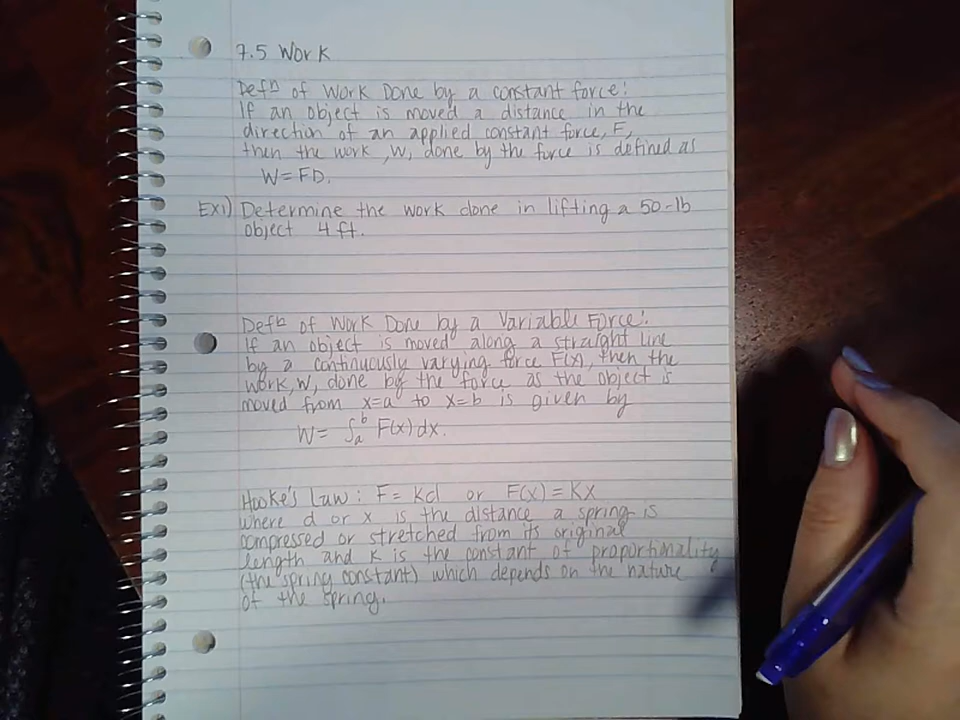 7.5 Work
Defn of Work Done by a constant force:
If an object is moved a distance in the
direction of an applied constant force, F,
then the work, W, done by the force is defined as
W = FD.
Ex1) Determine the work done in lifting a 50-lb
object 4 ft.
Defn of Work Done by a Variable Force:
If an object is moved along a straight line
by a continuously varying force F(x), then the
work, W, done by the force as the object is
moved from x=a to x=b is given by
W = ∫ₐᵇ F(x) dx.
Hooke's Law: F = kd or F(x) = kx
where d or x is the distance a spring is
compressed or stretched from its original
length and k is the constant of proportionality
(the spring constant) which depends on the nature
of the spring.